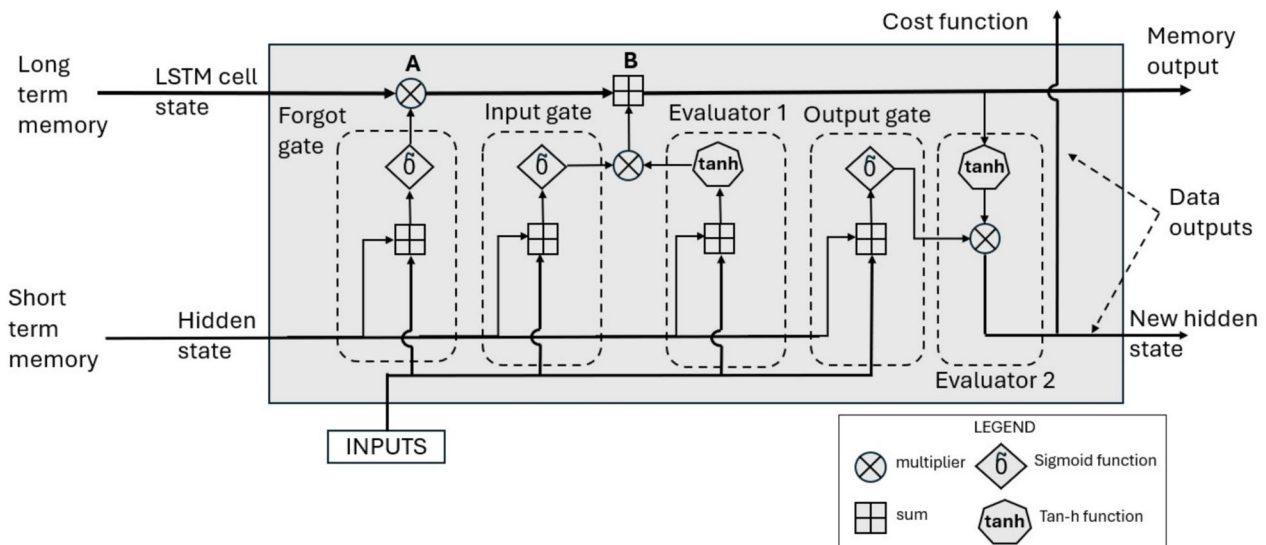 Cost function
Memory
output
Long
term
memory
LSTM cell
state
A
B
Forgot
gate
Input gate
Evaluator 1
Output gate
õ
õ
tanh
õ
tanh
Data
outputs
Short
term
memory
Hidden
state
New hidden
state
Evaluator 2
INPUTS
LEGEND
multiplier
õ
Sigmoid function
sum
tanh
Tan-h function